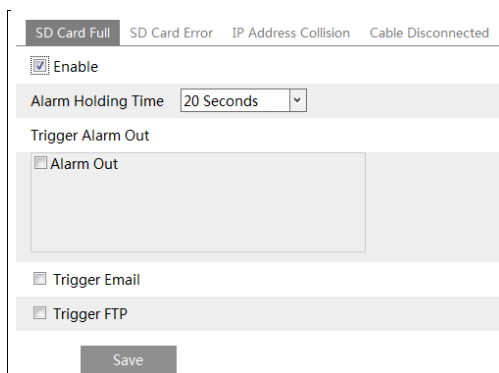 SD Card Full SD Card Error IP Address Collision Cable Disconnected
Enable
Alarm Holding Time 20 Seconds
Trigger Alarm Out
Alarm Out
Trigger Email
Trigger FTP
Save